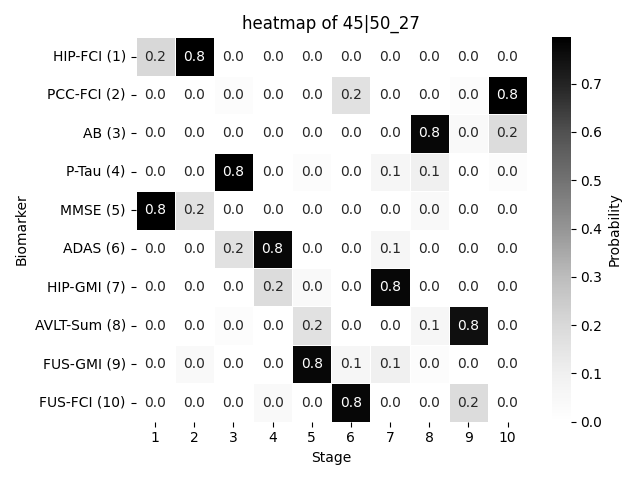 heatmap of 45|50_27
HIP-FCI (1) 0.2 0.8 0.0 0.0 0.0 0.0 0.0 0.0 0.0 0.0
PCC-FCI (2) 0.0 0.0 0.0 0.0 0.0 0.2 0.0 0.0 0.0 0.8
AB (3) 0.0 0.0 0.0 0.0 0.0 0.0 0.0 0.8 0.0 0.2
P-Tau (4) 0.0 0.0 0.8 0.0 0.0 0.0 0.1 0.1 0.0 0.0
MMSE (5) 0.8 0.2 0.0 0.0 0.0 0.0 0.0 0.0 0.0 0.0
ADAS (6) 0.0 0.0 0.2 0.8 0.0 0.0 0.1 0.0 0.0 0.0
HIP-GMI (7) 0.0 0.0 0.0 0.2 0.0 0.0 0.8 0.0 0.0 0.0
AVLT-Sum (8) 0.0 0.0 0.0 0.0 0.2 0.0 0.0 0.1 0.8 0.0
FUS-GMI (9) 0.0 0.0 0.0 0.0 0.8 0.1 0.1 0.0 0.0 0.0
FUS-FCI (10) 0.0 0.0 0.0 0.0 0.0 0.8 0.0 0.0 0.2 0.0
1 2 3 4 5 6 7 8 9 10
Stage
Biomarker
0.7
0.6
0.5
0.4
0.3
0.2
0.1
0.0
Probability